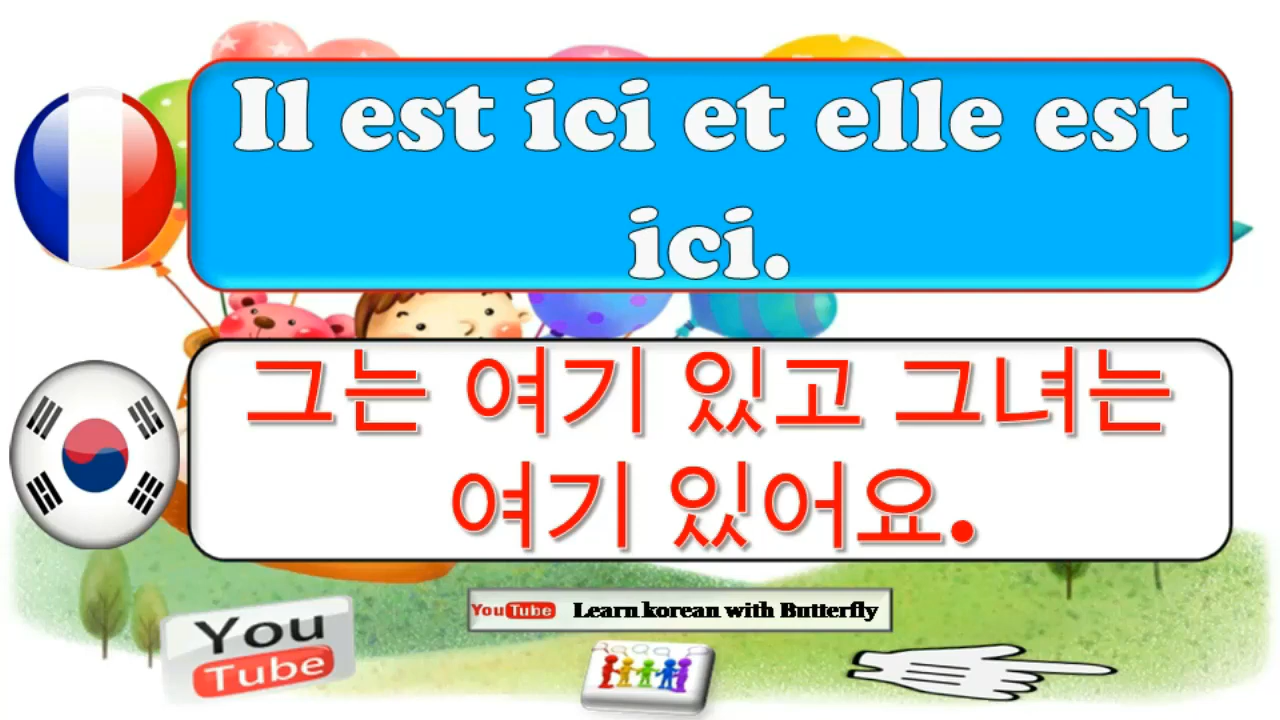 Il est ici et elle est
ici.
그는 여기 있고 그녀는
여기 있어요.
YouTube Learn korean with Butterfly
You
Tube